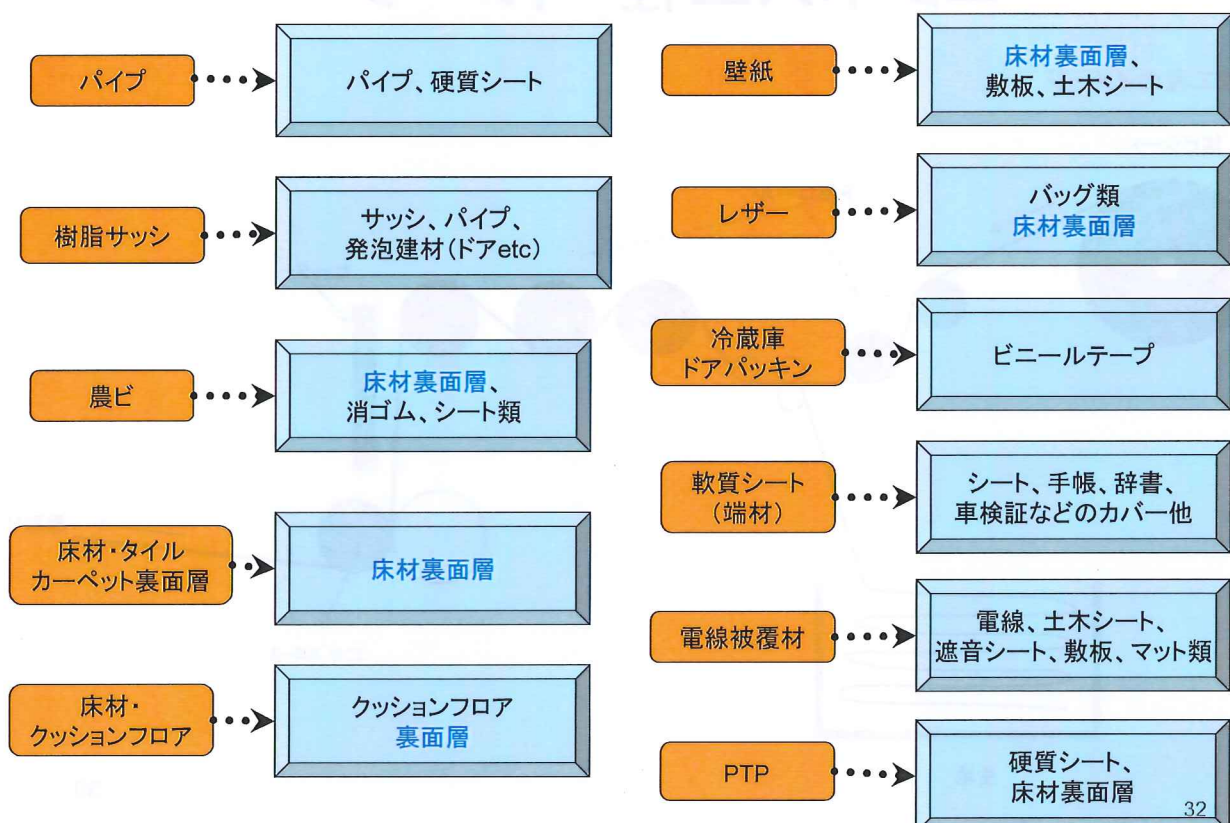 パイプ
パイプ、硬質シート
樹脂サッシ
サッシ、パイプ、
発泡建材(ドアetc)
農ビ
床材裏面層、
消ゴム、シート類
床材・タイル
カーペット裏面層
床材裏面層
床材・
クッションフロア
クッションフロア
裏面層
壁紙
床材裏面層、
敷板、土木シート
レザー
バッグ類
床材裏面層
冷蔵庫
ドアパッキン
ビニールテープ
軟質シート
(端材)
シート、手帳、辞書、
車検証などのカバー他
電線被覆材
電線、土木シート、
遮音シート、敷板、マット類
PTP
硬質シート、
床材裏面層
32